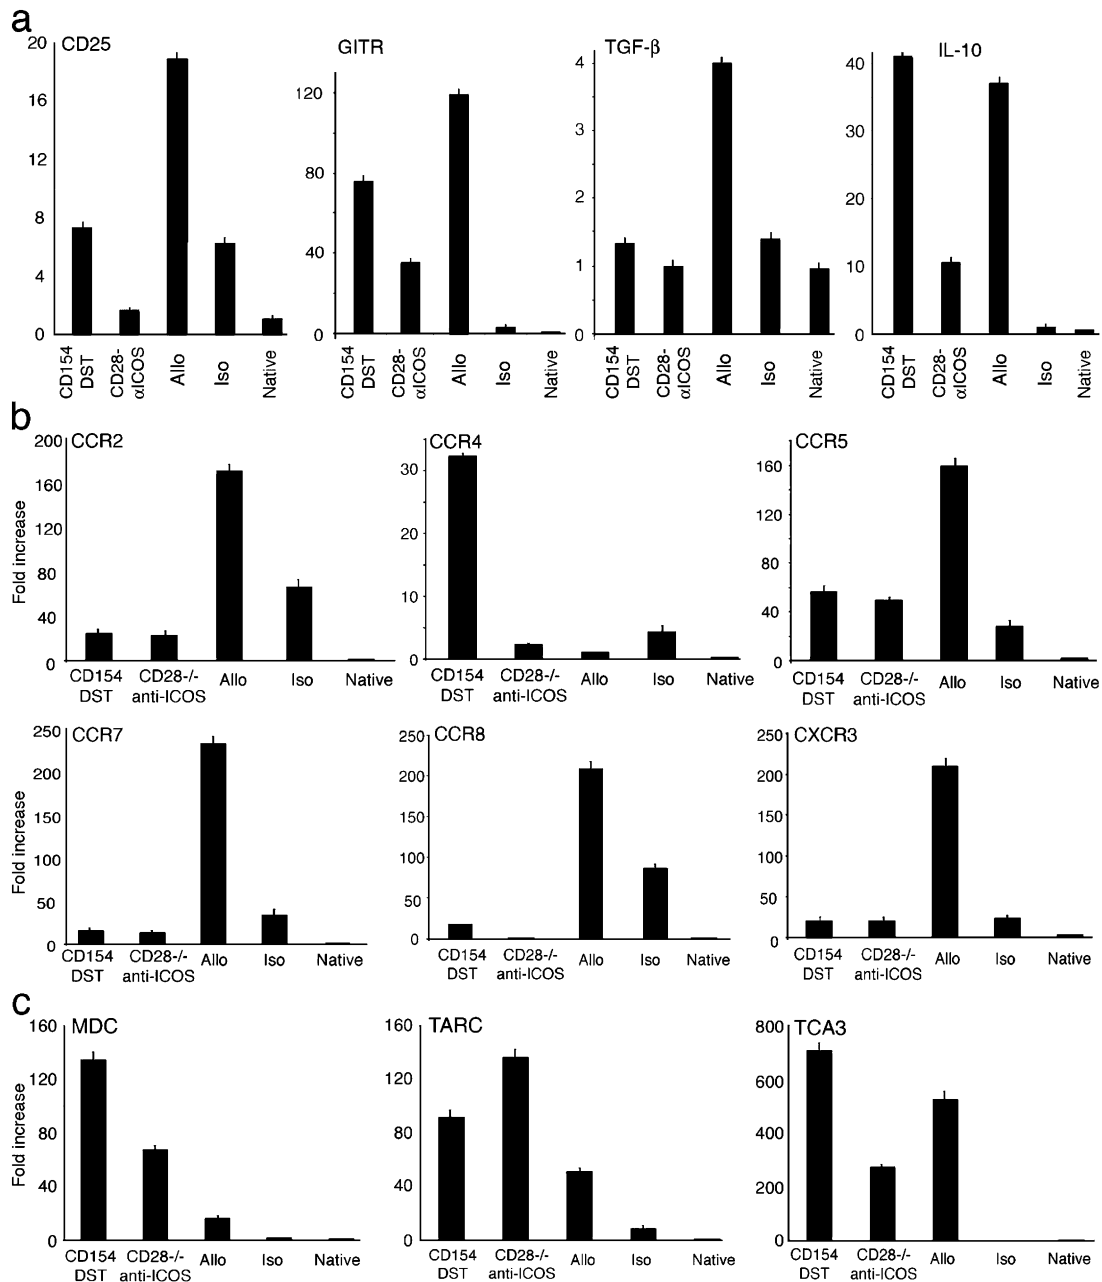 a
CD25
20
16
12
8
4
0
CD154
DST
CD28-
αICOS
Allo
Iso
Native
GITR
120
80
40
0
CD154
DST
CD28-
αICOS
Allo
Iso
Native
TGF-β
4
3
2
1
0
CD154
DST
CD28-
αICOS
Allo
Iso
Native
IL-10
40
30
20
10
0
CD154
DST
CD28-
αICOS
Allo
Iso
Native
b
CCR2
Fold increase
200
160
120
80
40
0
CD154
DST
CD28-/-
anti-ICOS
Allo
Iso
Native
CCR4
30
20
10
0
CD154
DST
CD28-/-
anti-ICOS
Allo
Iso
Native
CCR5
160
120
80
40
0
CD154
DST
CD28-/-
anti-ICOS
Allo
Iso
Native
CCR7
Fold increase
250
200
150
100
50
0
CD154
DST
CD28-/-
anti-ICOS
Allo
Iso
Native
CCR8
250
200
150
100
50
0
CD154
DST
CD28-/-
anti-ICOS
Allo
Iso
Native
CXCR3
250
200
150
100
50
0
CD154
DST
CD28-/-
anti-ICOS
Allo
Iso
Native
c
MDC
Fold increase
160
120
80
40
0
CD154
DST
CD28-/-
anti-ICOS
Allo
Iso
Native
TARC
160
120
80
40
0
CD154
DST
CD28-/-
anti-ICOS
Allo
Iso
Native
TCA3
800
600
400
200
0
CD154
DST
CD28-/-
anti-ICOS
Allo
Iso
Native